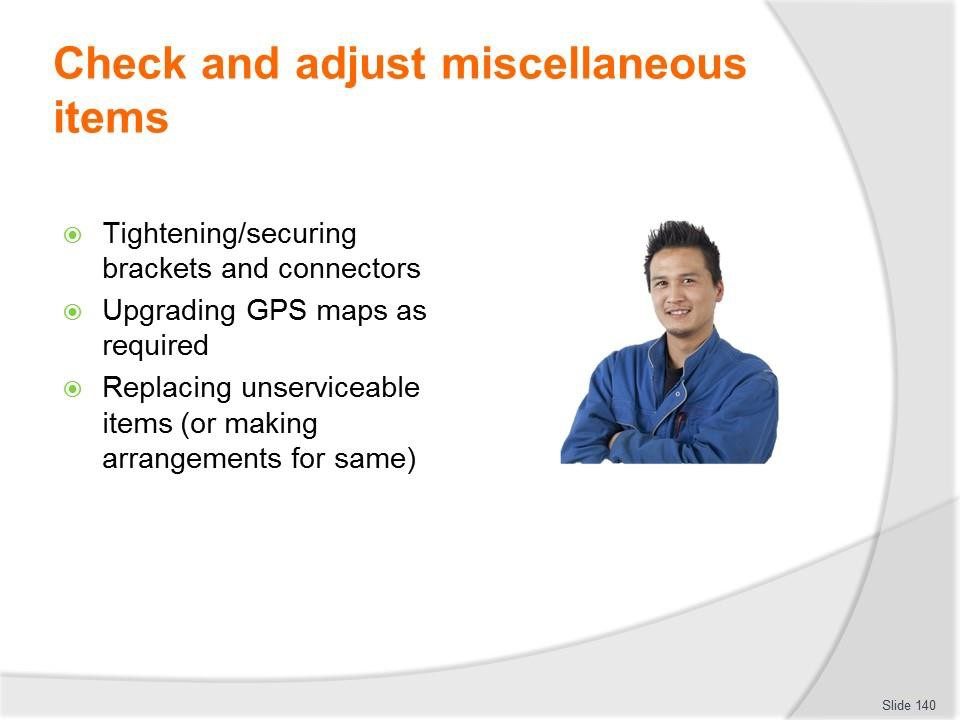 Check and adjust miscellaneous
items
Tightening/securing
brackets and connectors
Upgrading GPS maps as
required
Replacing unserviceable
items (or making
arrangements for same)
Slide 140